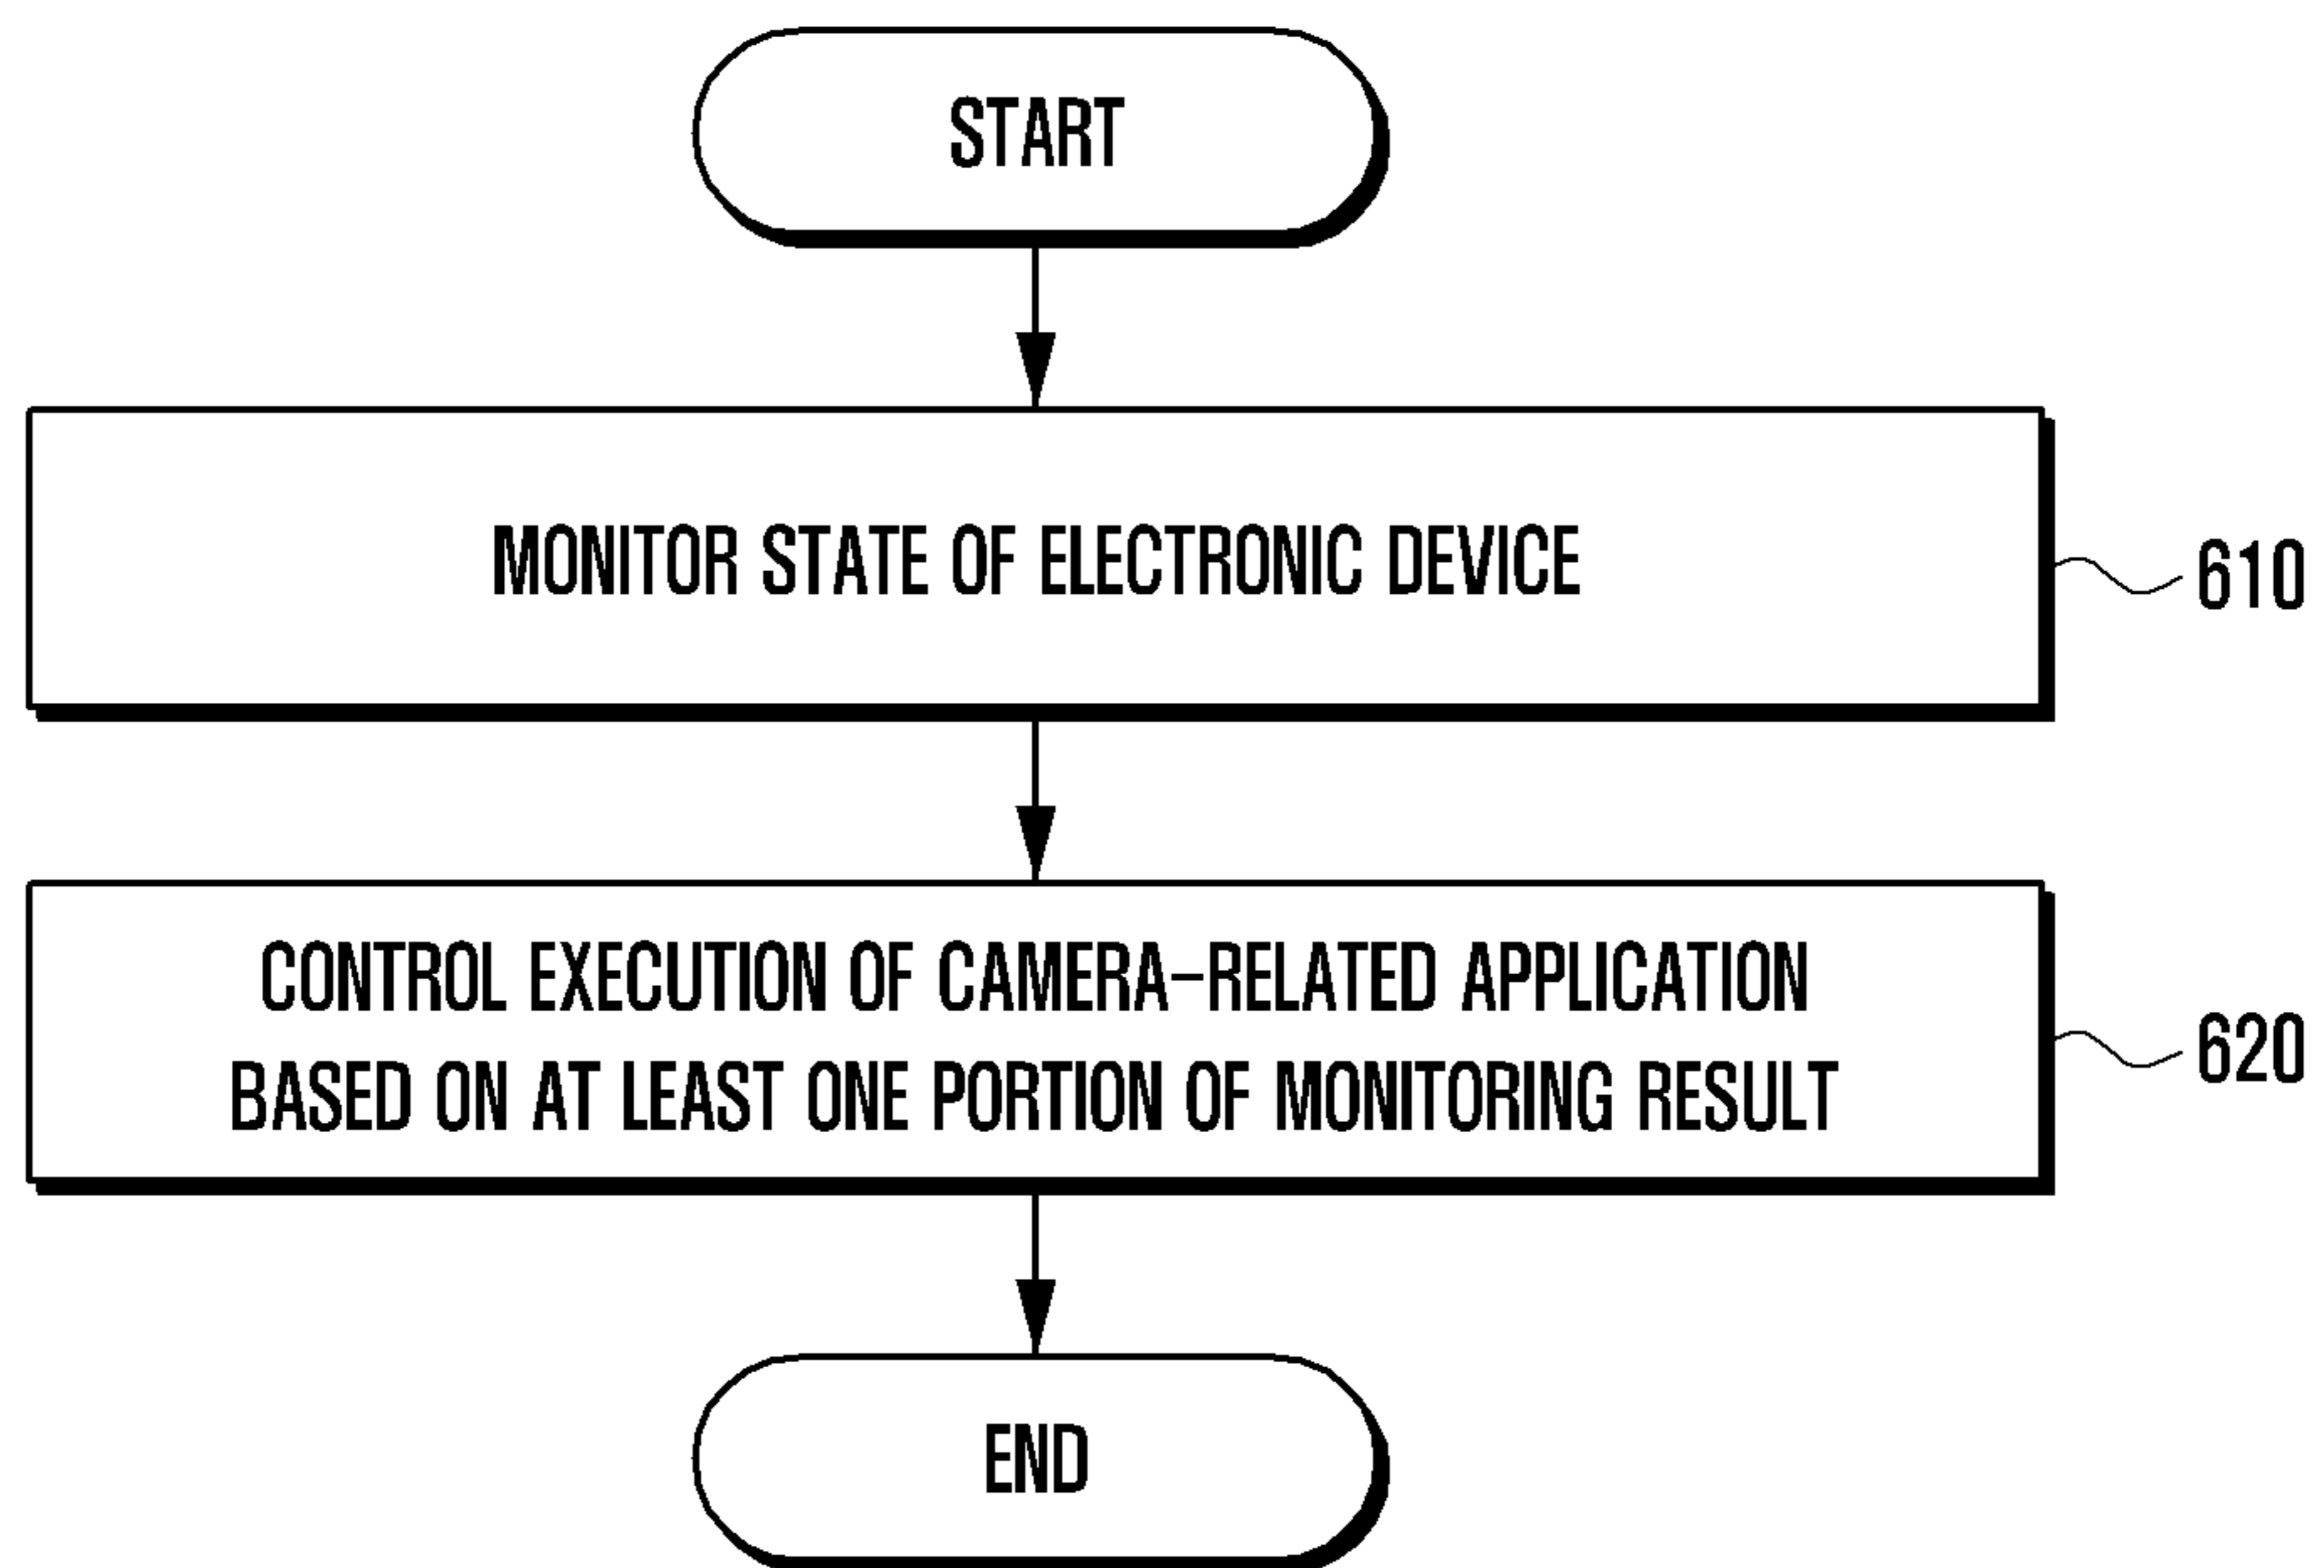 START
MONITOR STATE OF ELECTRONIC DEVICE
610
CONTROL EXECUTION OF CAMERA-RELATED APPLICATION
BASED ON AT LEAST ONE PORTION OF MONITORING RESULT
620
END